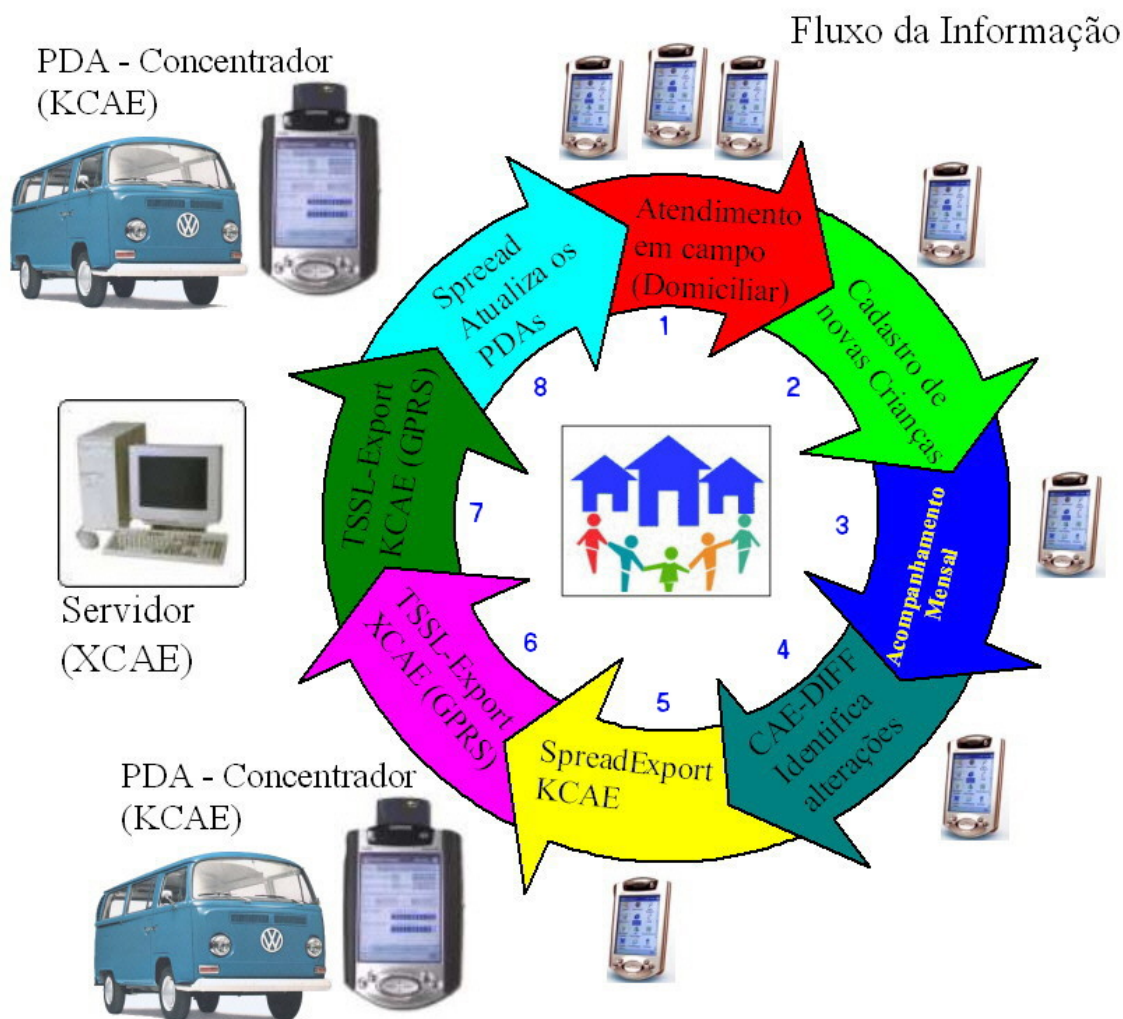 Fluxo da Informação
PDA - Concentrador
(KCAE)
Atendimento
em campo
(Domiciliar)
1
Cadastro de
novas Crianças
2
Acompanhamento
Mensal
3
CAE-DIFF
Identifica
alterações
4
SpreadExport
KCAE
5
TSSL-Export
XCAE (GPRS)
6
TSSL-Export
KCAE (GPRS)
7
Spreead
Atualiza os
PDAs
8
Servidor
(XCAE)
PDA - Concentrador
(KCAE)